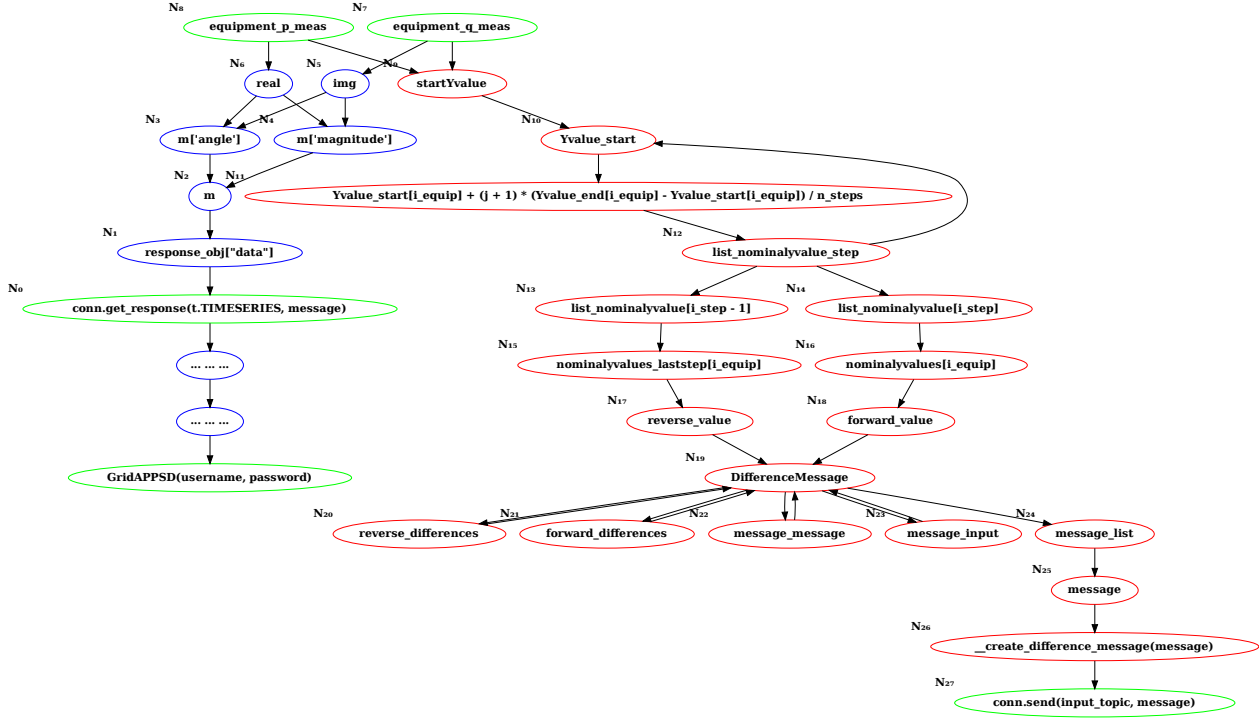 N₈
equipment_p_meas
N₇
equipment_q_meas
N₆
real
N₅
img
N₉
startYvalue
N₃
m['angle']
N₄
m['magnitude']
N₁₀
Yvalue_start
N₂
m
N₁₁
Yvalue_start[i_equip] + (j + 1) * (Yvalue_end[i_equip] - Yvalue_start[i_equip]) / n_steps
N₁
response_obj["data"]
N₁₂
list_nominalyvalue_step
N₀
conn.get_response(t.TIMESERIES, message)
N₁₃
list_nominalyvalue[i_step - 1]
N₁₄
list_nominalyvalue[i_step]
... ... ...
N₁₅
nominalyvalues_laststep[i_equip]
N₁₆
nominalyvalues[i_equip]
... ... ...
N₁₇
reverse_value
N₁₈
forward_value
GridAPPSD(username, password)
N₁₉
DifferenceMessage
N₂₀
reverse_differences
N₂₁
forward_differences
N₂₂
message_message
N₂₃
message_input
N₂₄
message_list
N₂₅
message
N₂₆
__create_difference_message(message)
N₂₇
conn.send(input_topic, message)